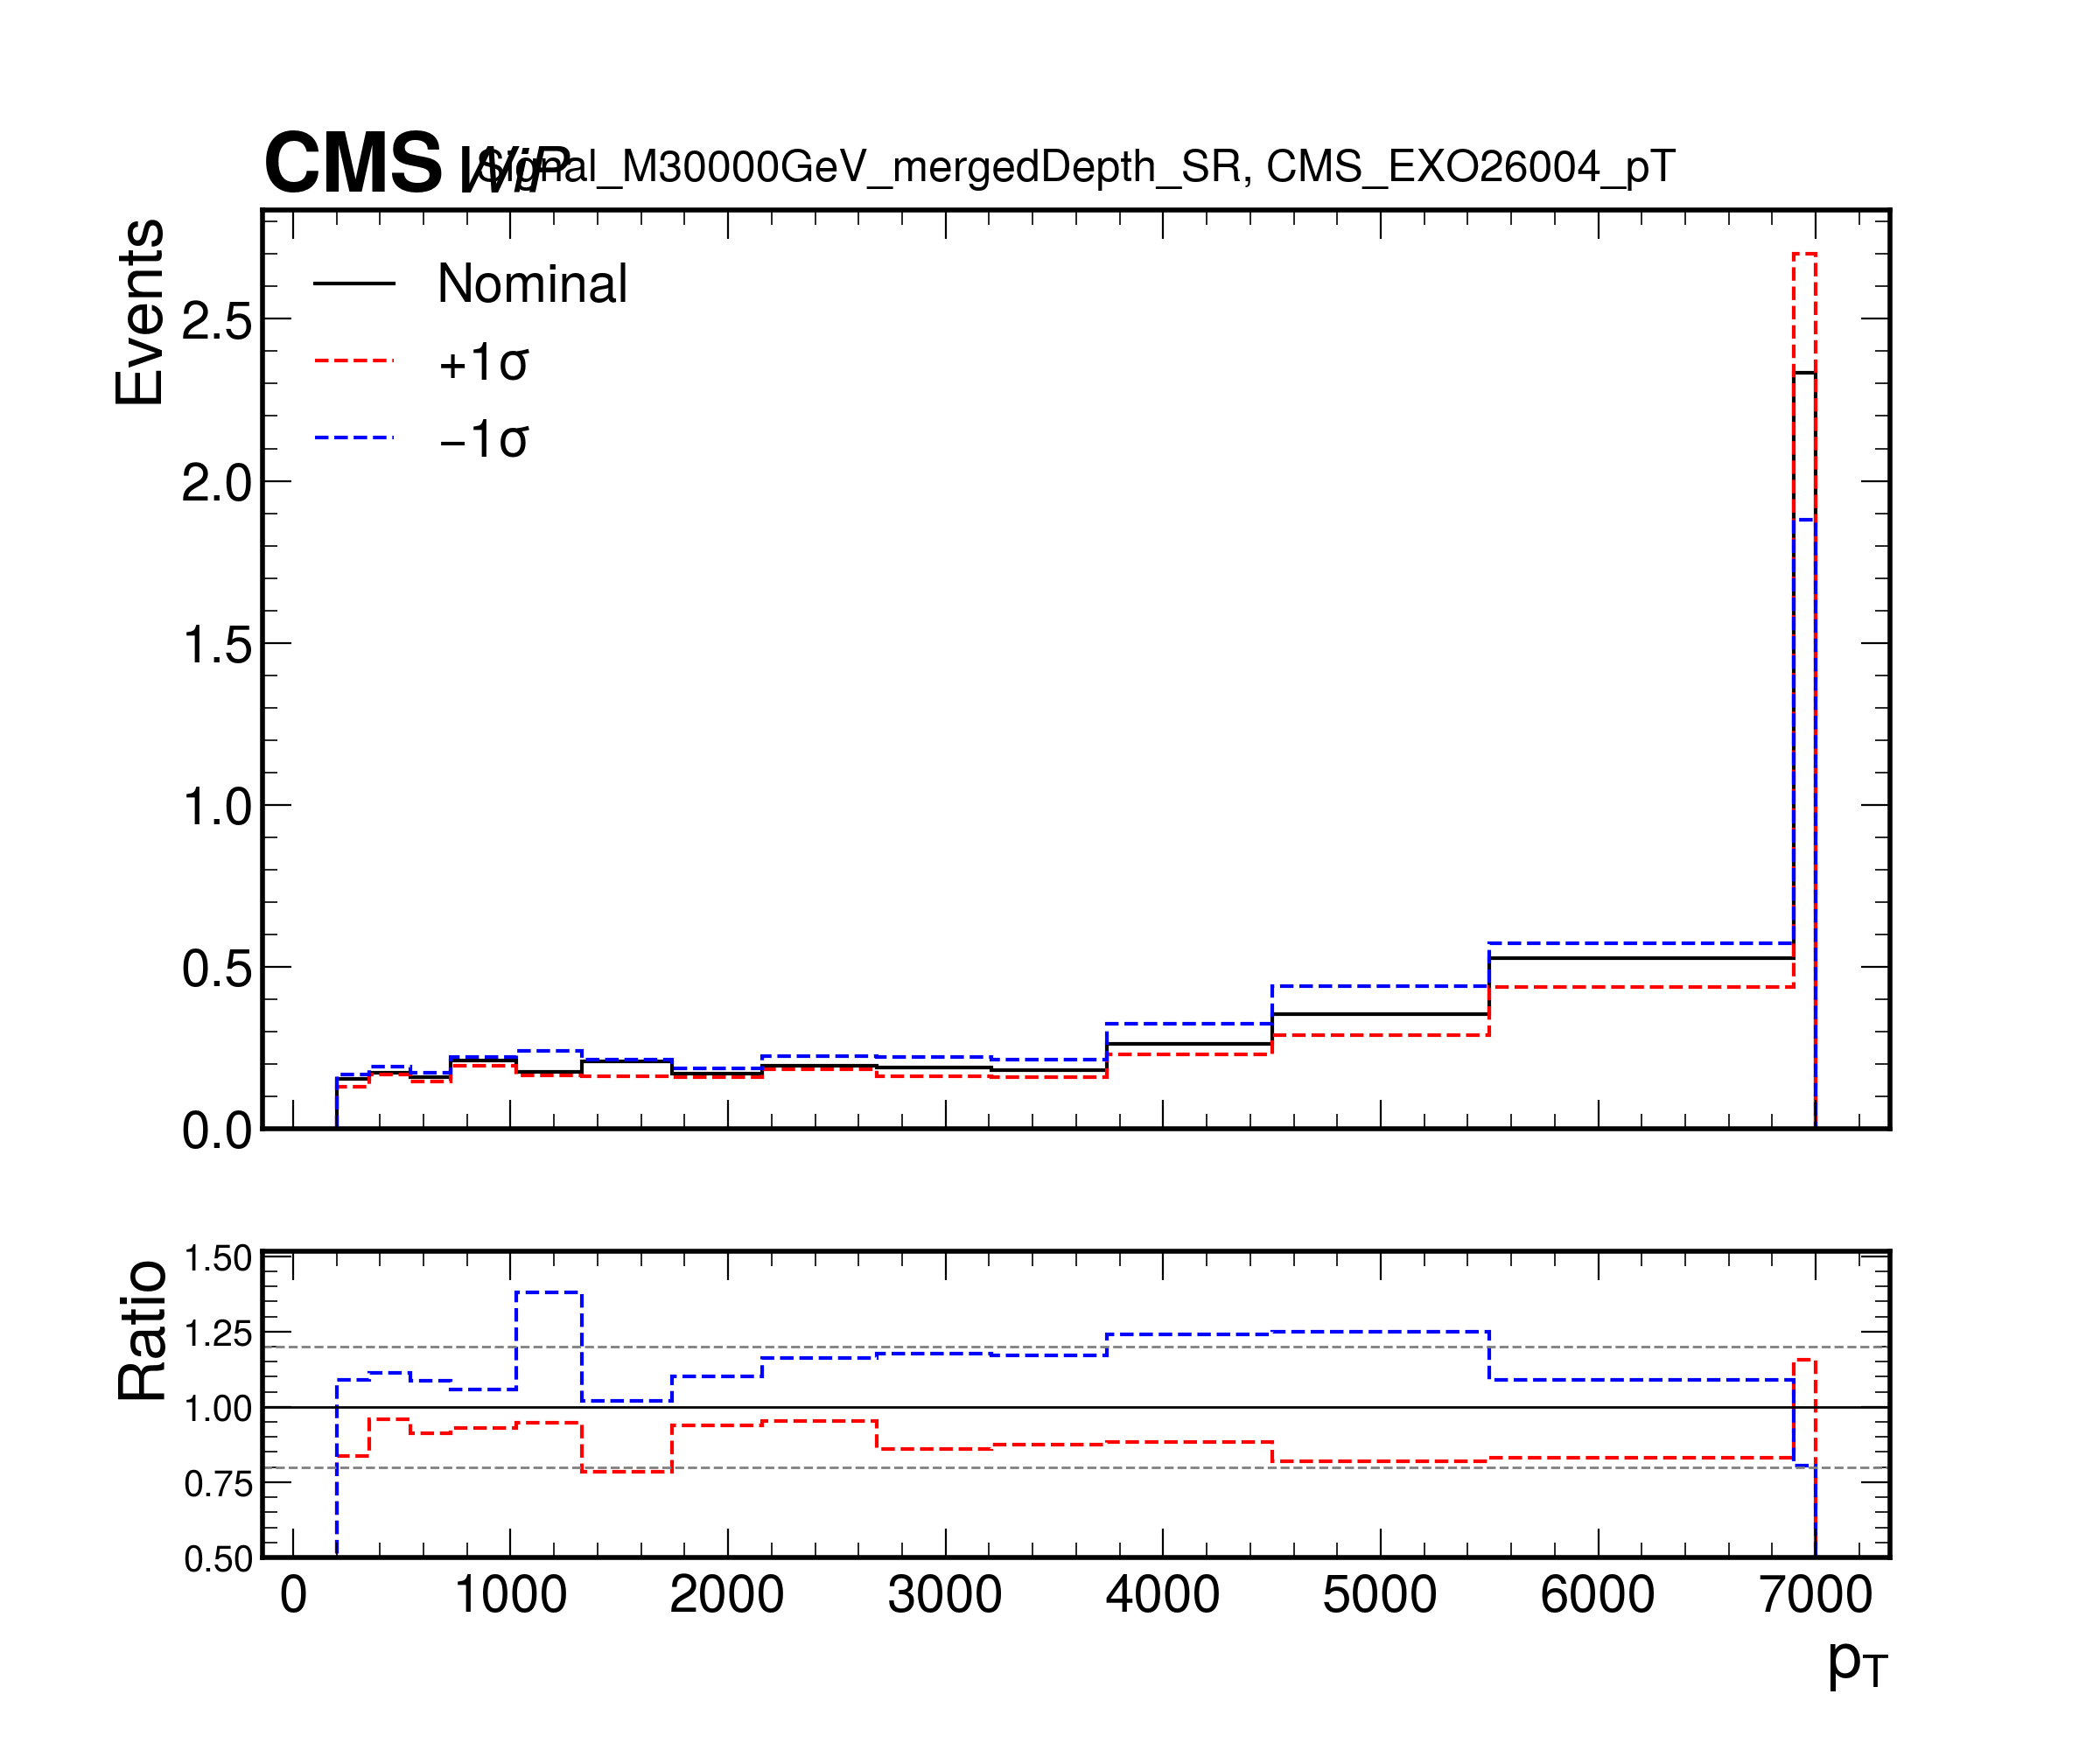 CMS WiP Signal_M30000GeV_mergedDepth_SR, CMS_EXO26004_pT
Events
Nominal
+1σ
−1σ
2.5
2.0
1.5
1.0
0.5
0.0
Ratio
1.50
1.25
1.00
0.75
0.50
0 1000 2000 3000 4000 5000 6000 7000
pT